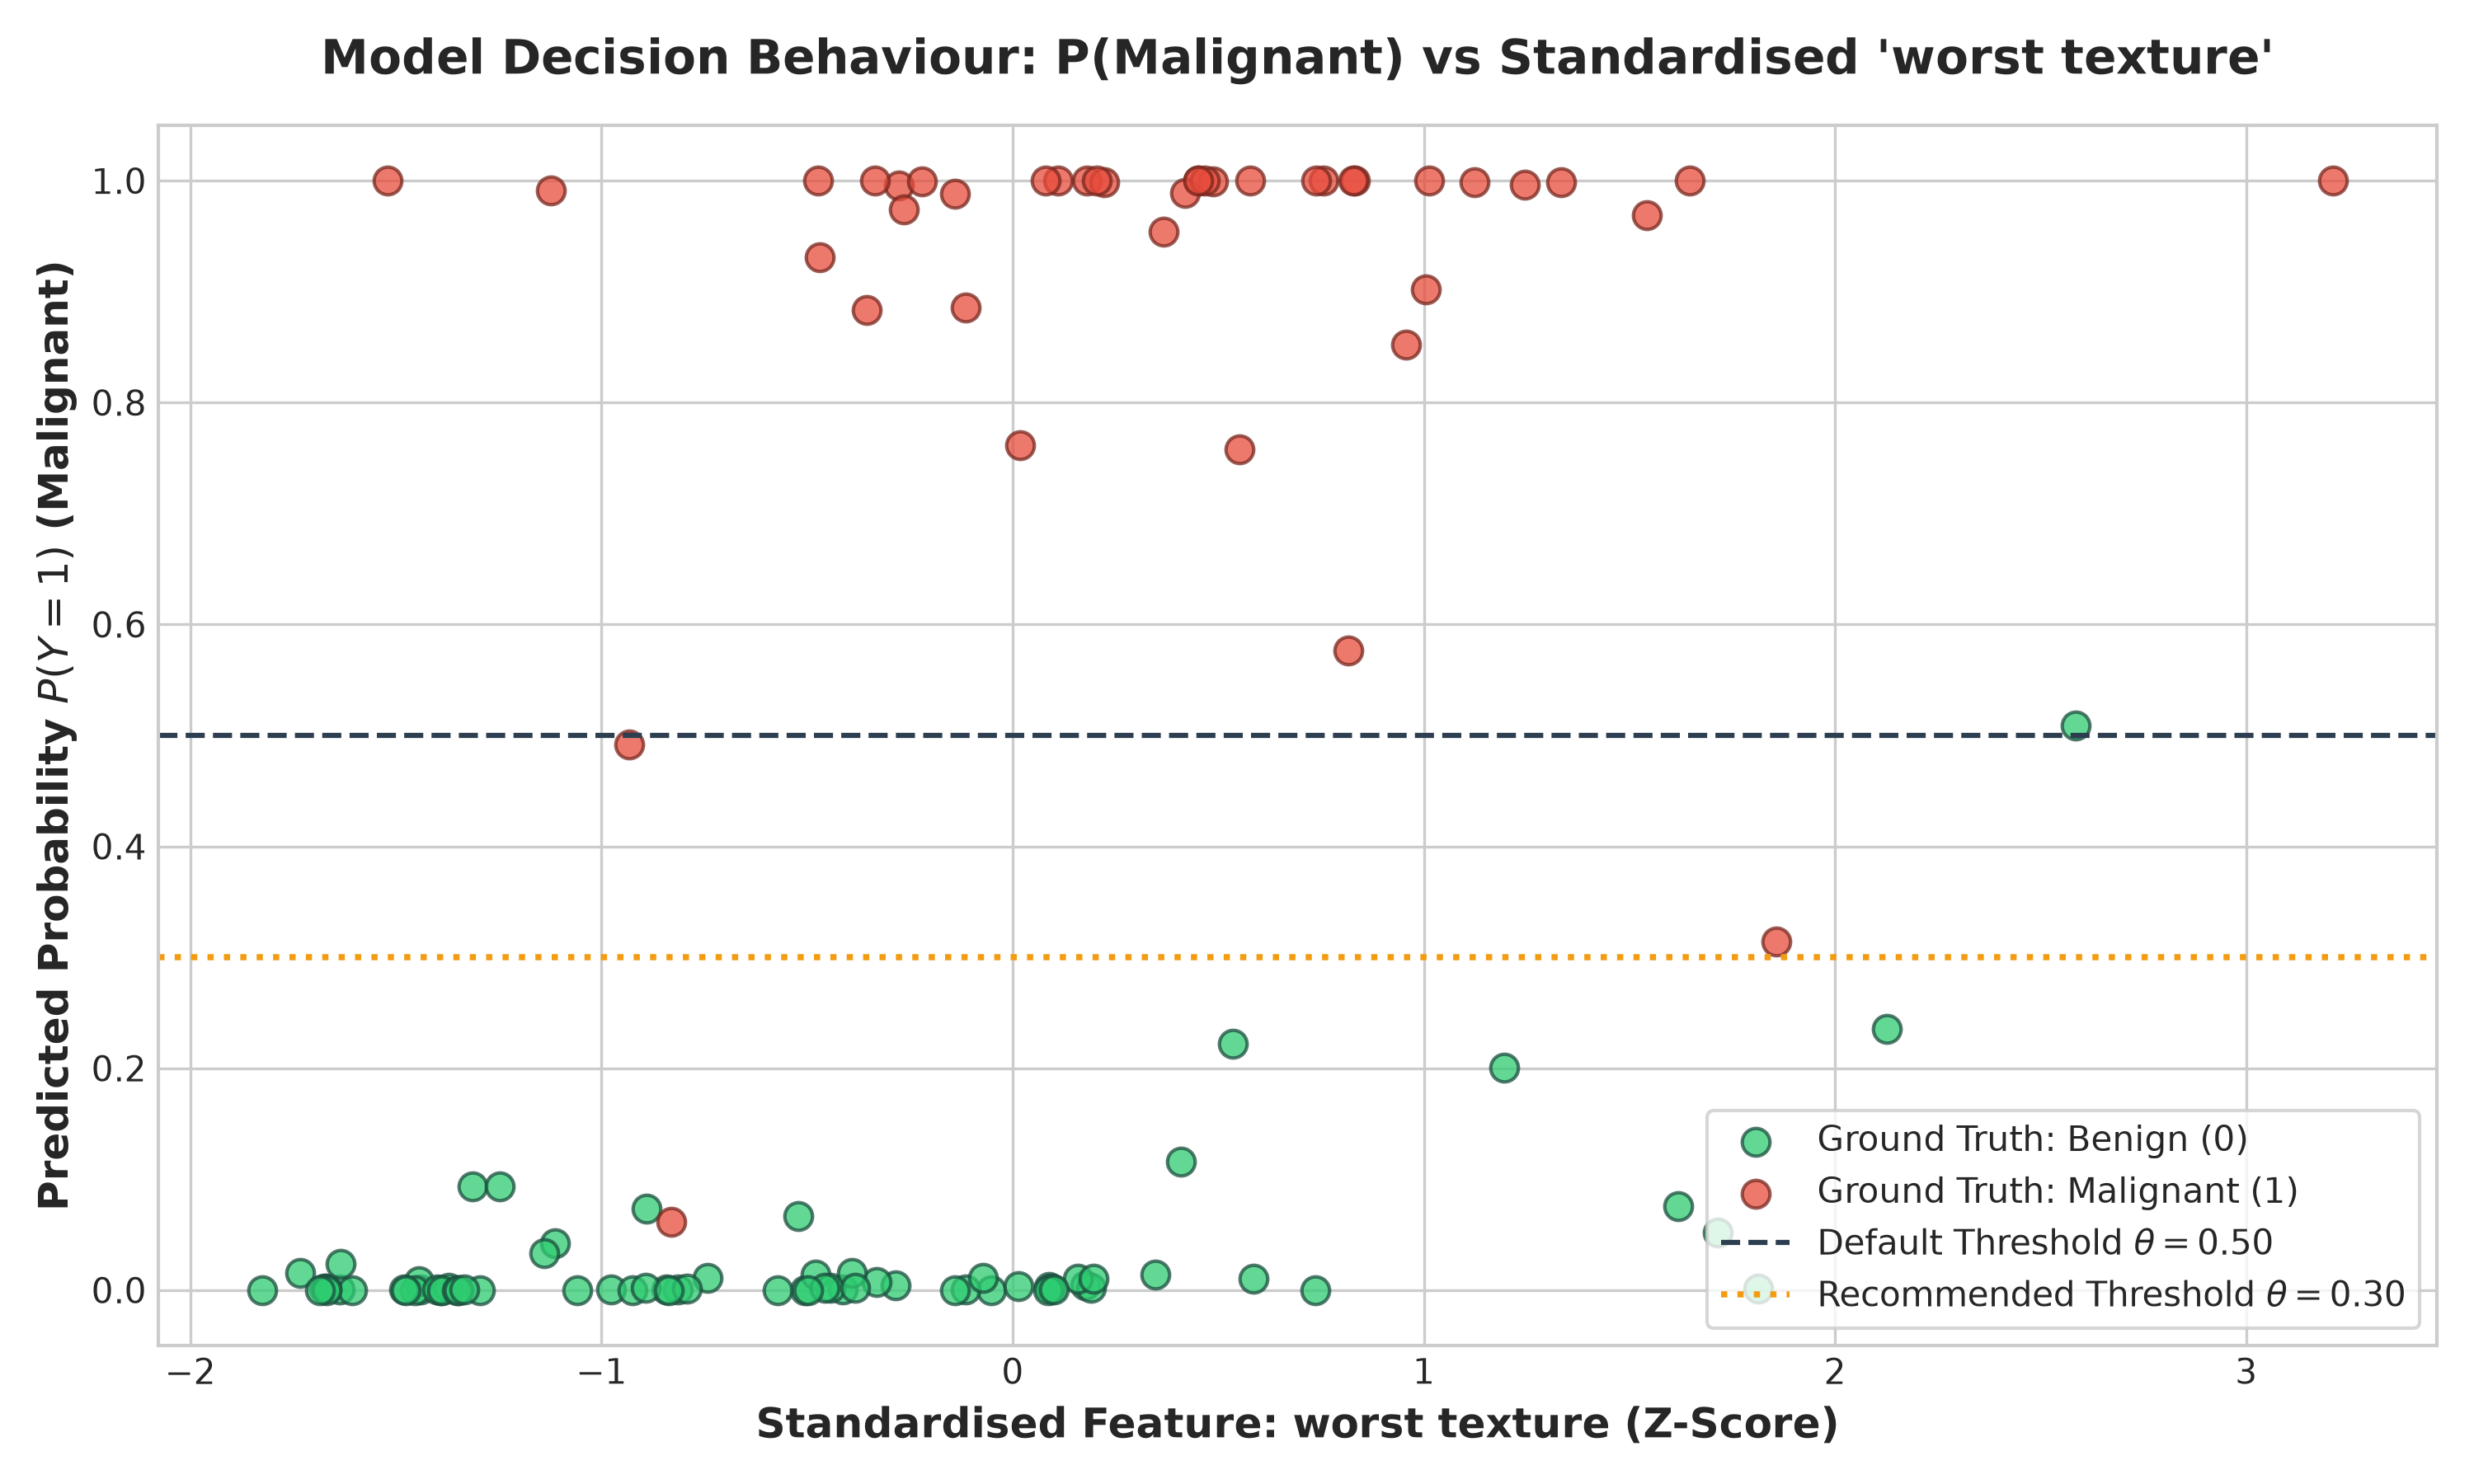 Model Decision Behaviour: P(Malignant) vs Standardised 'worst texture'
Predicted Probability P(Y = 1) (Malignant)
1.0
0.8
0.6
0.4
0.2
0.0
Ground Truth: Benign (0)
Ground Truth: Malignant (1)
Default Threshold θ = 0.50
Recommended Threshold θ = 0.30
−2 −1 0 1 2 3
Standardised Feature: worst texture (Z-Score)